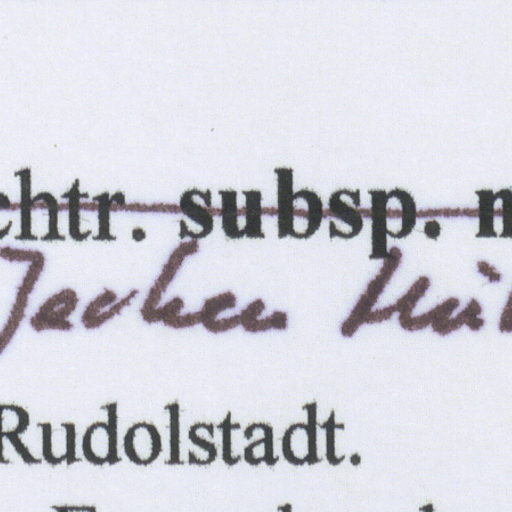 chtr. subsp.
Jochen
Rudolstadt.